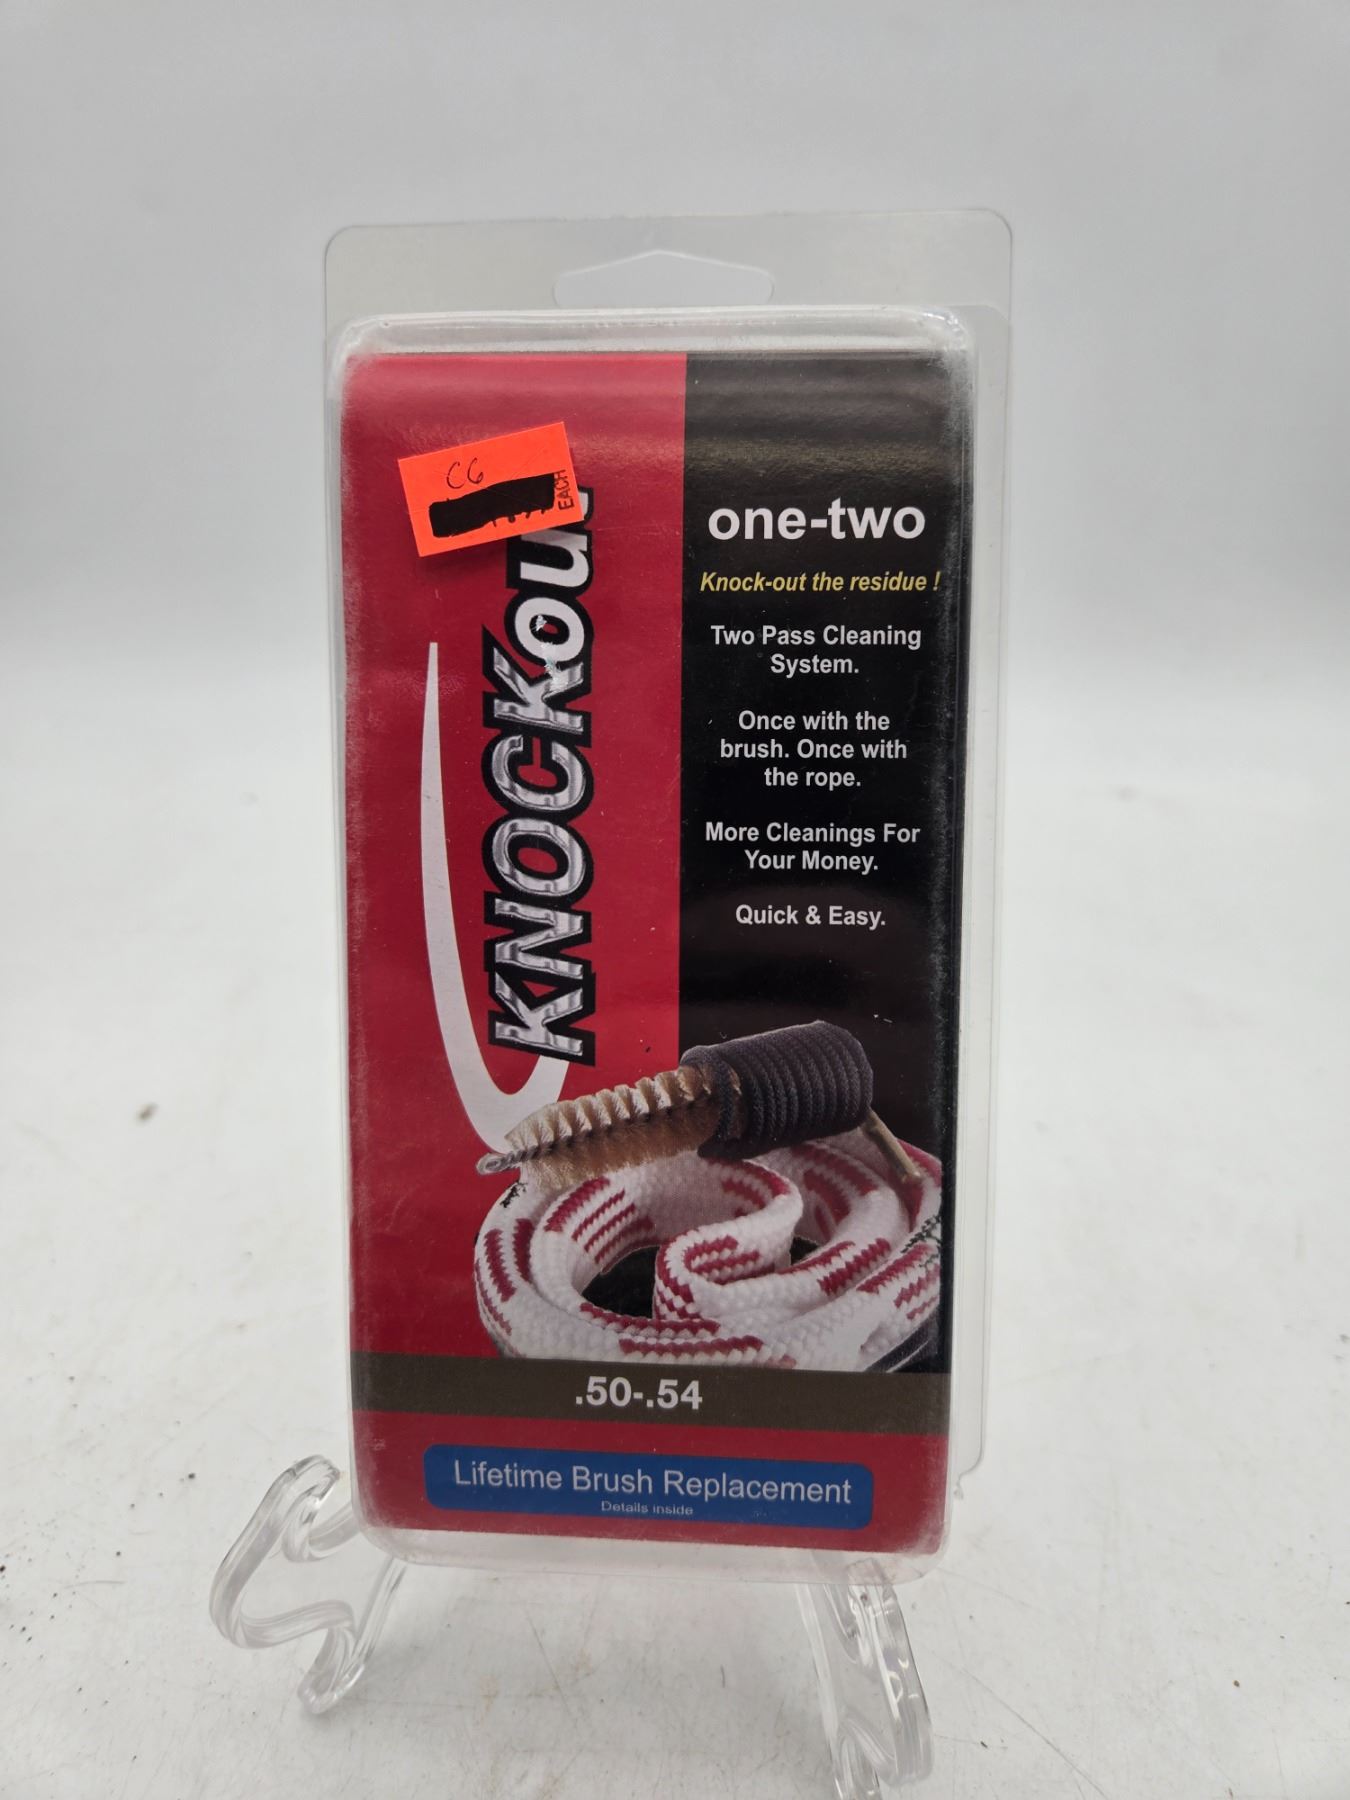 C6
EACH
KNOCKout
one-two
Knock-out the residue !
Two Pass Cleaning
System.
Once with the
brush. Once with
the rope.
More Cleanings For
Your Money.
Quick & Easy.
.50-.54
Lifetime Brush Replacement
Details inside